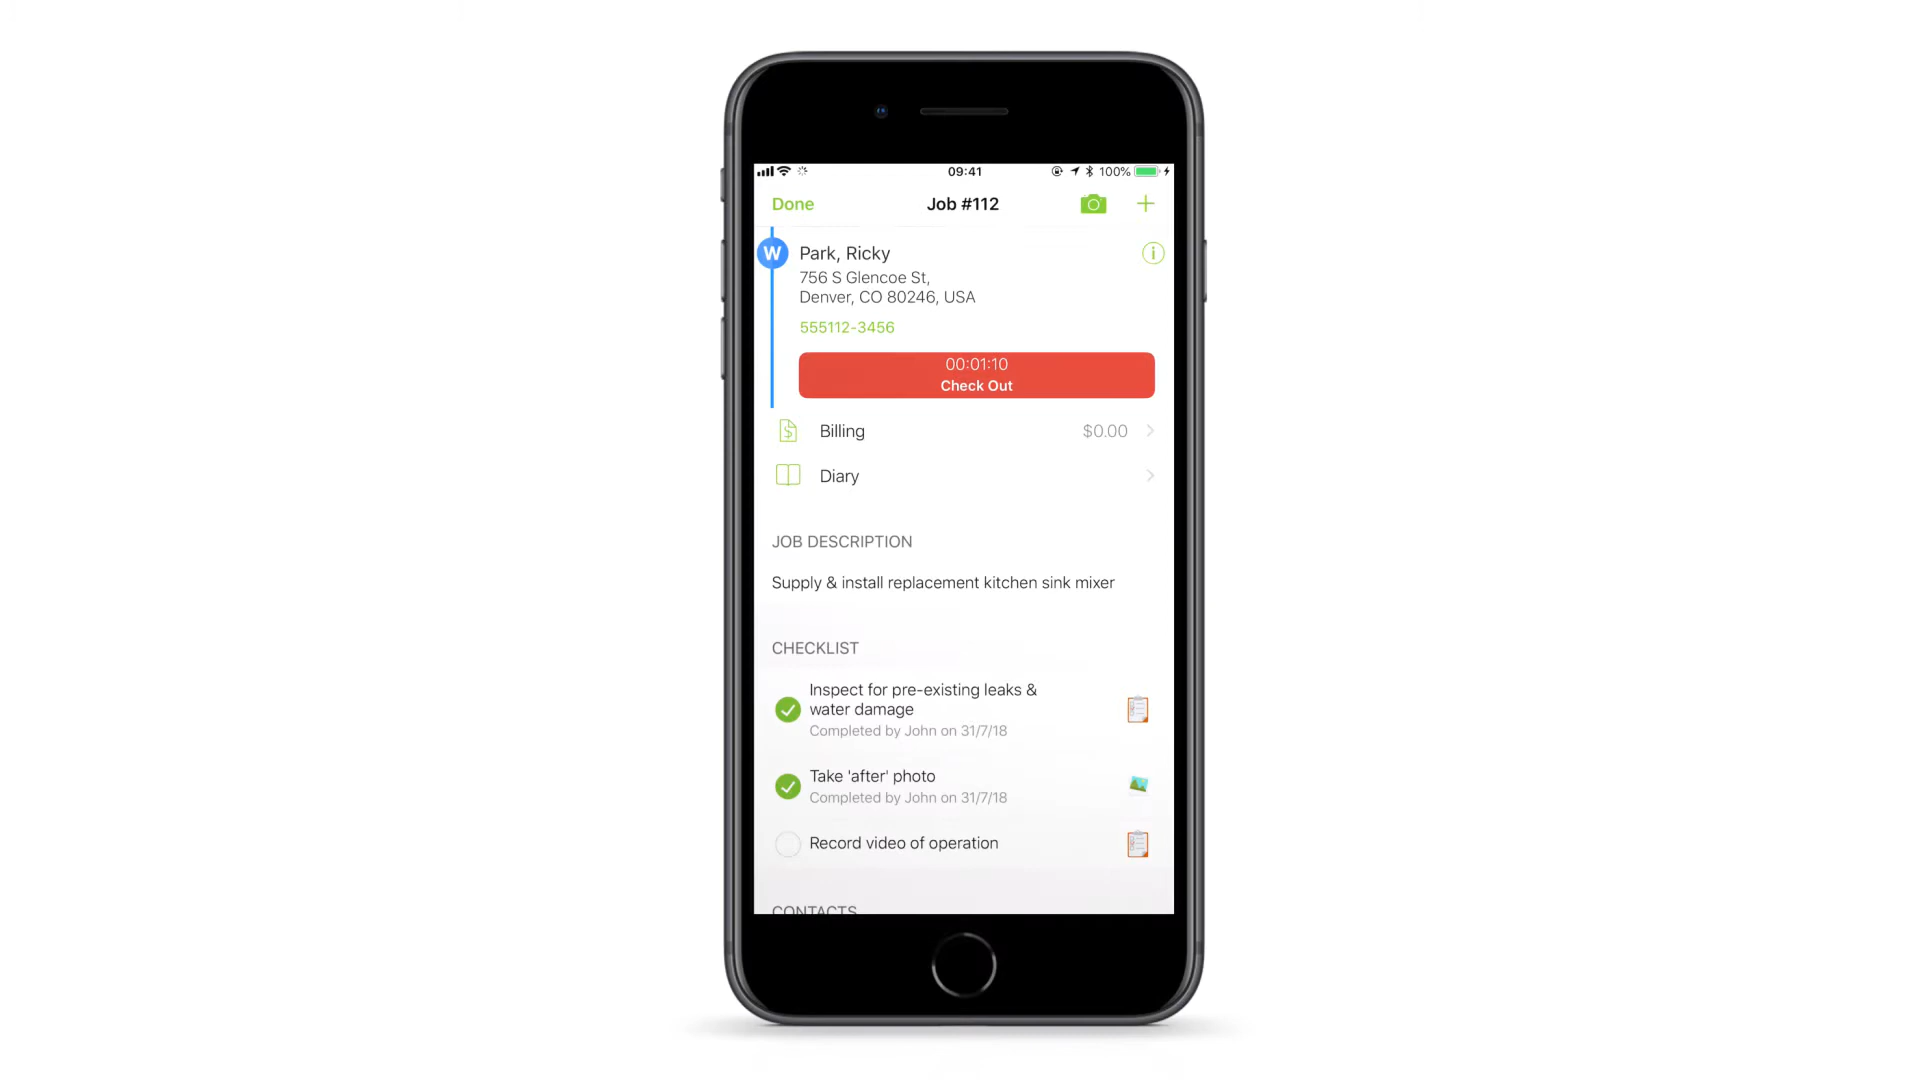 09:41
100%
Done
Job #112
W
Park, Ricky
756 S Glencoe St,
Denver, CO 80246, USA
555112-3456
00:01:10
Check Out
Billing
$0.00
Diary
JOB DESCRIPTION
Supply & install replacement kitchen sink mixer
CHECKLIST
Inspect for pre-existing leaks &
water damage
Completed by John on 31/7/18
Take 'after' photo
Completed by John on 31/7/18
Record video of operation
CONTACTS